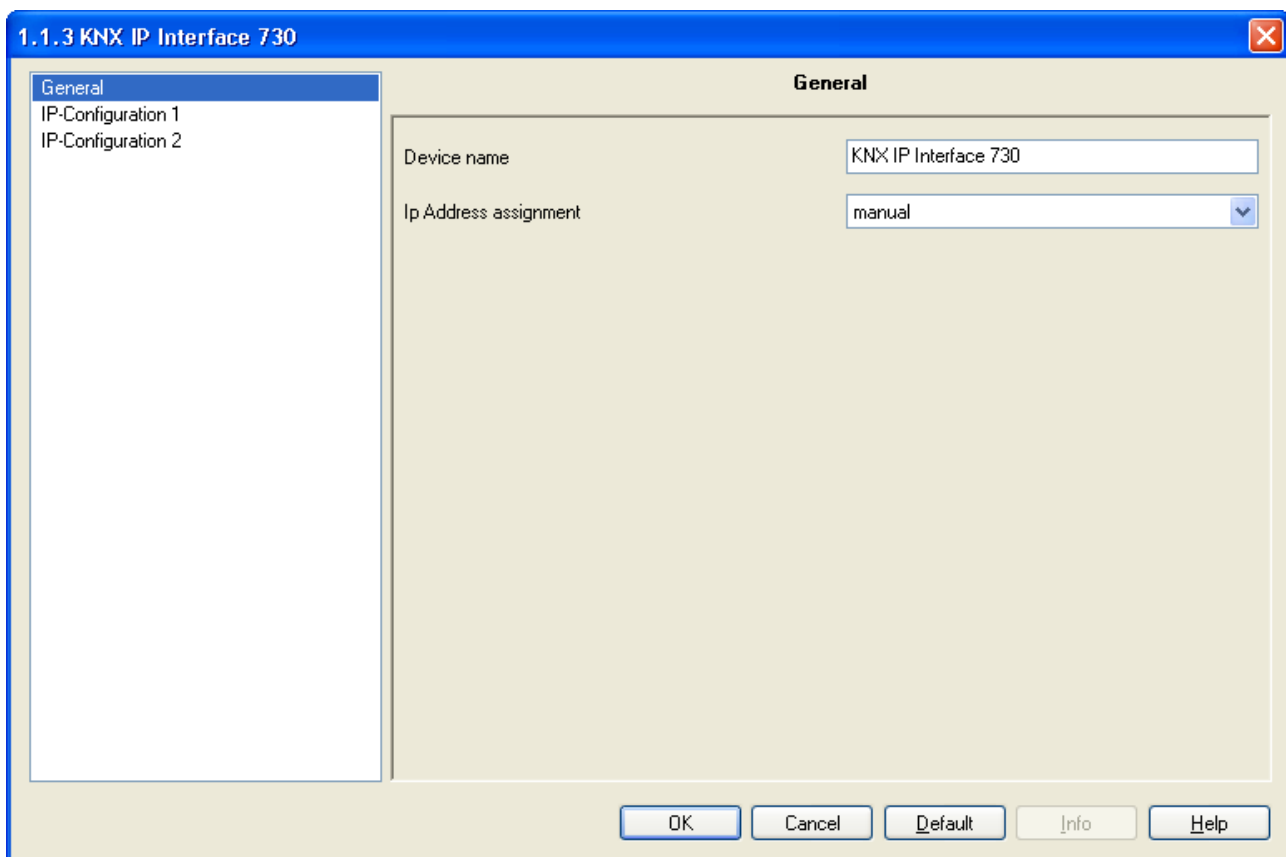 1.1.3 KNX IP Interface 730
General
IP-Configuration 1
IP-Configuration 2
General
Device name
KNX IP Interface 730
Ip Address assignment
manual
OK Cancel Default Info Help